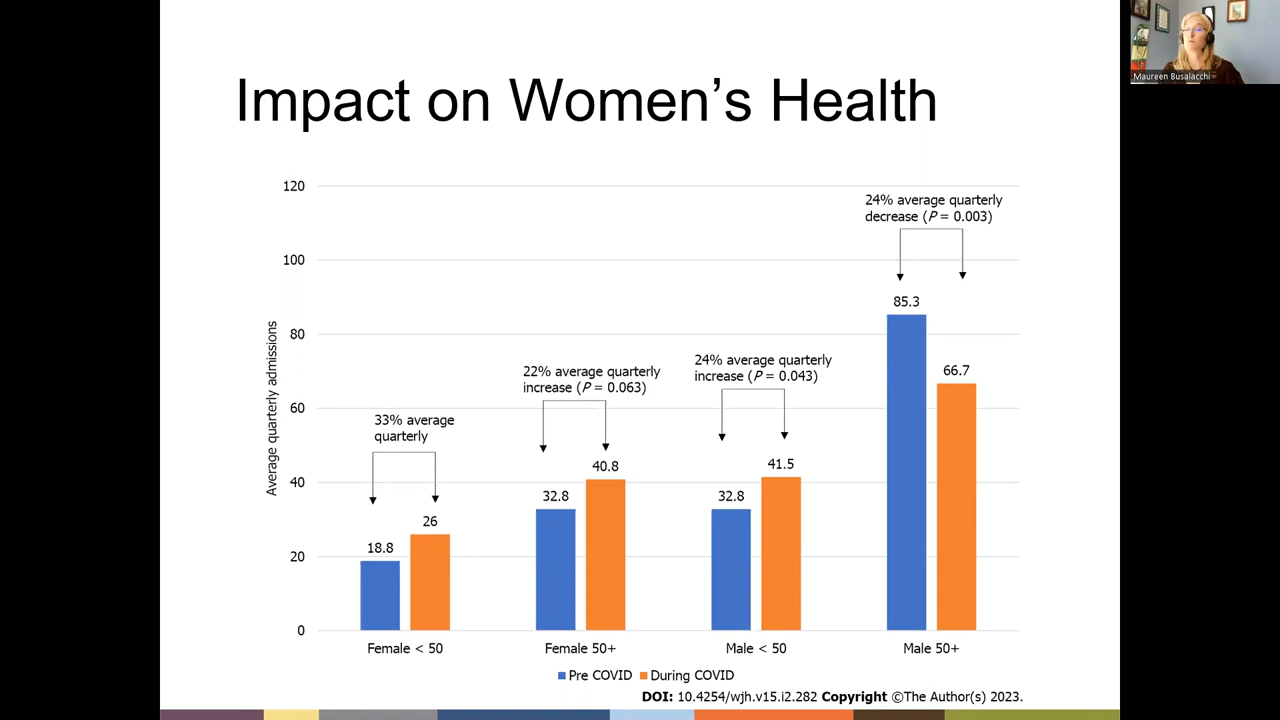 Impact on Women's Health
Maureen Busalacchi
120
100
80
60
40
20
0
Average quarterly admissions
33% average
quarterly
22% average quarterly
increase (P = 0.063)
24% average quarterly
increase (P = 0.043)
24% average quarterly
decrease (P = 0.003)
18.8
26
32.8
40.8
32.8
41.5
85.3
66.7
Female < 50
Female 50+
Male < 50
Male 50+
Pre COVID
During COVID
DOI: 10.4254/wjh.v15.i2.282 Copyright ©The Author(s) 2023.